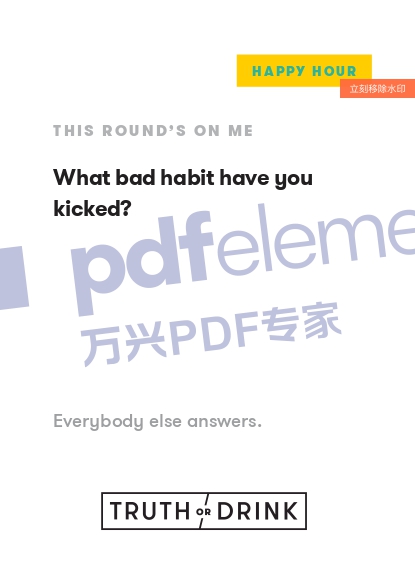 HAPPY HOUR
立刻移除水印
THIS ROUND’S ON ME
What bad habit have you
kicked?
pdfeleme
万兴PDF专家
Everybody else answers.
TRUTH OR DRINK